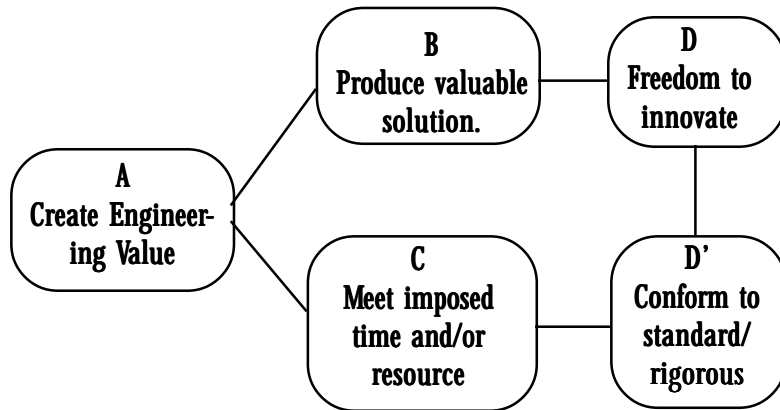 B
Produce valuable
solution.
D
Freedom to
innovate
A
Create Engineer-
ing Value
C
Meet imposed
time and/or
resource
D’
Conform to
standard/
rigorous